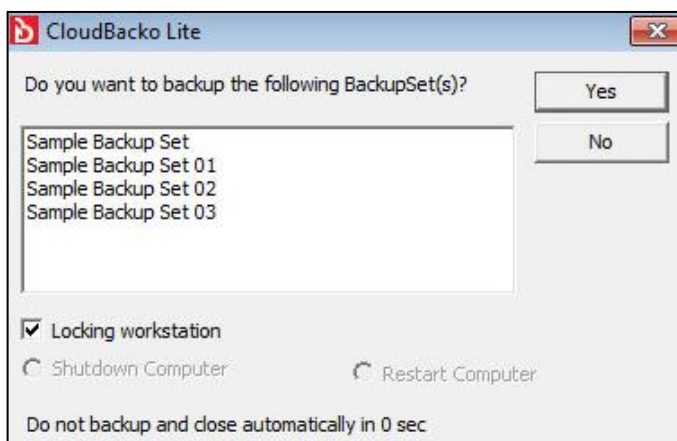 CloudBacko Lite
Do you want to backup the following BackupSet(s)?
Yes
No
Sample Backup Set
Sample Backup Set 01
Sample Backup Set 02
Sample Backup Set 03
Locking workstation
Shutdown Computer
Restart Computer
Do not backup and close automatically in 0 sec